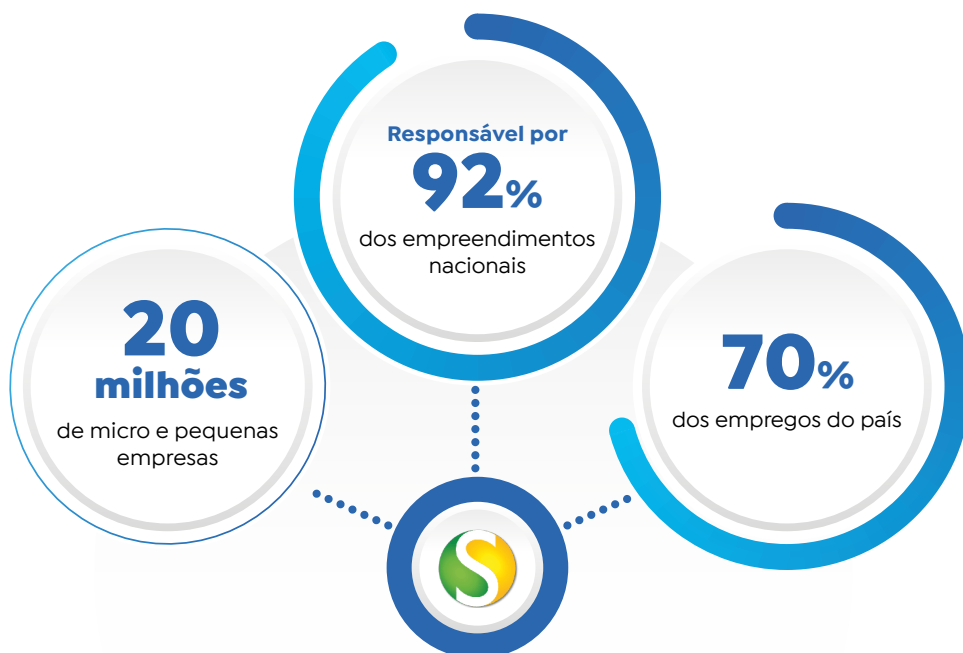 Responsável por
92%
dos empreendimentos
nacionais
20
milhões
de micro e pequenas
empresas
70%
dos empregos do país
S